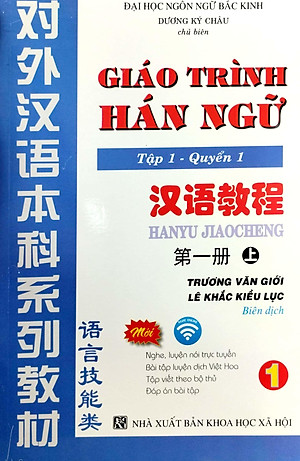 ĐẠI HỌC NGÔN NGỮ BẮC KINH
DƯƠNG KÝ CHÂU
chủ biên
对外汉语本科系列教材
GIÁO TRÌNH
HÁN NGỮ
Tập 1 - Quyển 1
汉语教程
HANYU JIAOCHENG
第一册 上
TRƯƠNG VĂN GIỚI
LÊ KHẮC KIỀU LỤC
Biên dịch
语言技能类
Mới
Nghe, luyện nói trực tuyến
Bài tập luyện dịch Việt Hoa
Tập viết theo bộ thủ
Đáp án bài tập
1
NHÀ XUẤT BẢN KHOA HỌC XÃ HỘI